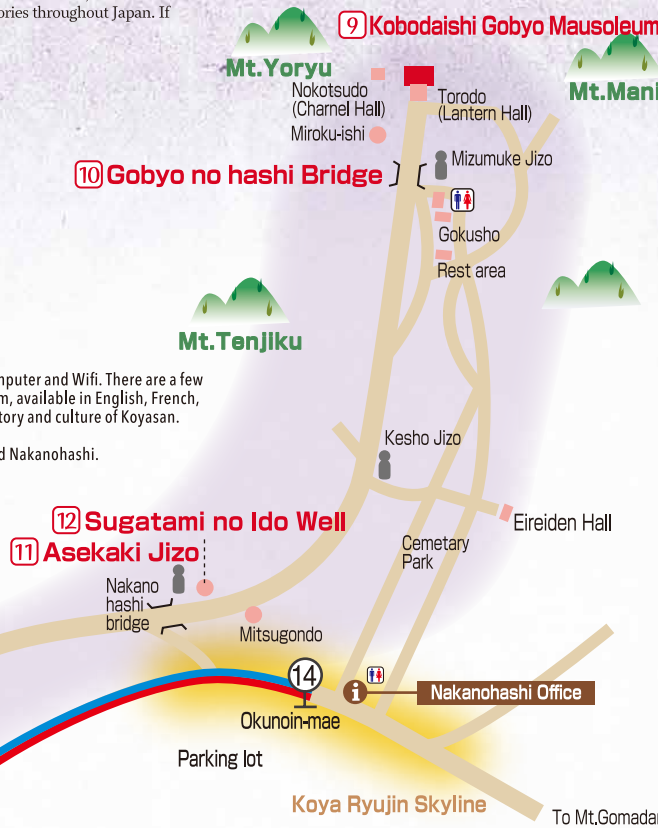 ories throughout Japan. If
9 Kobodaishi Gobyo Mausoleum
Mt.Yoryu
Mt.Mani
Nokotsudo
(Charnel Hall)
Torodo
(Lantern Hall)
Miroku-ishi
Mizumuke Jizo
10 Gobyo no hashi Bridge
Gokusho
Rest area
Mt.Tenjiku
mputer and Wifi. There are a few
m, available in English, French,
tory and culture of Koyasan.
d Nakanohashi.
Kesho Jizo
12 Sugatami no Ido Well
Eireiden Hall
11 Asekaki Jizo
Cemetary
Park
Nakano
hashi
bridge
Mitsugondo
14
i
Nakanohashi Office
Okunoin-mae
Parking lot
Koya Ryujin Skyline
To Mt.Gomadan